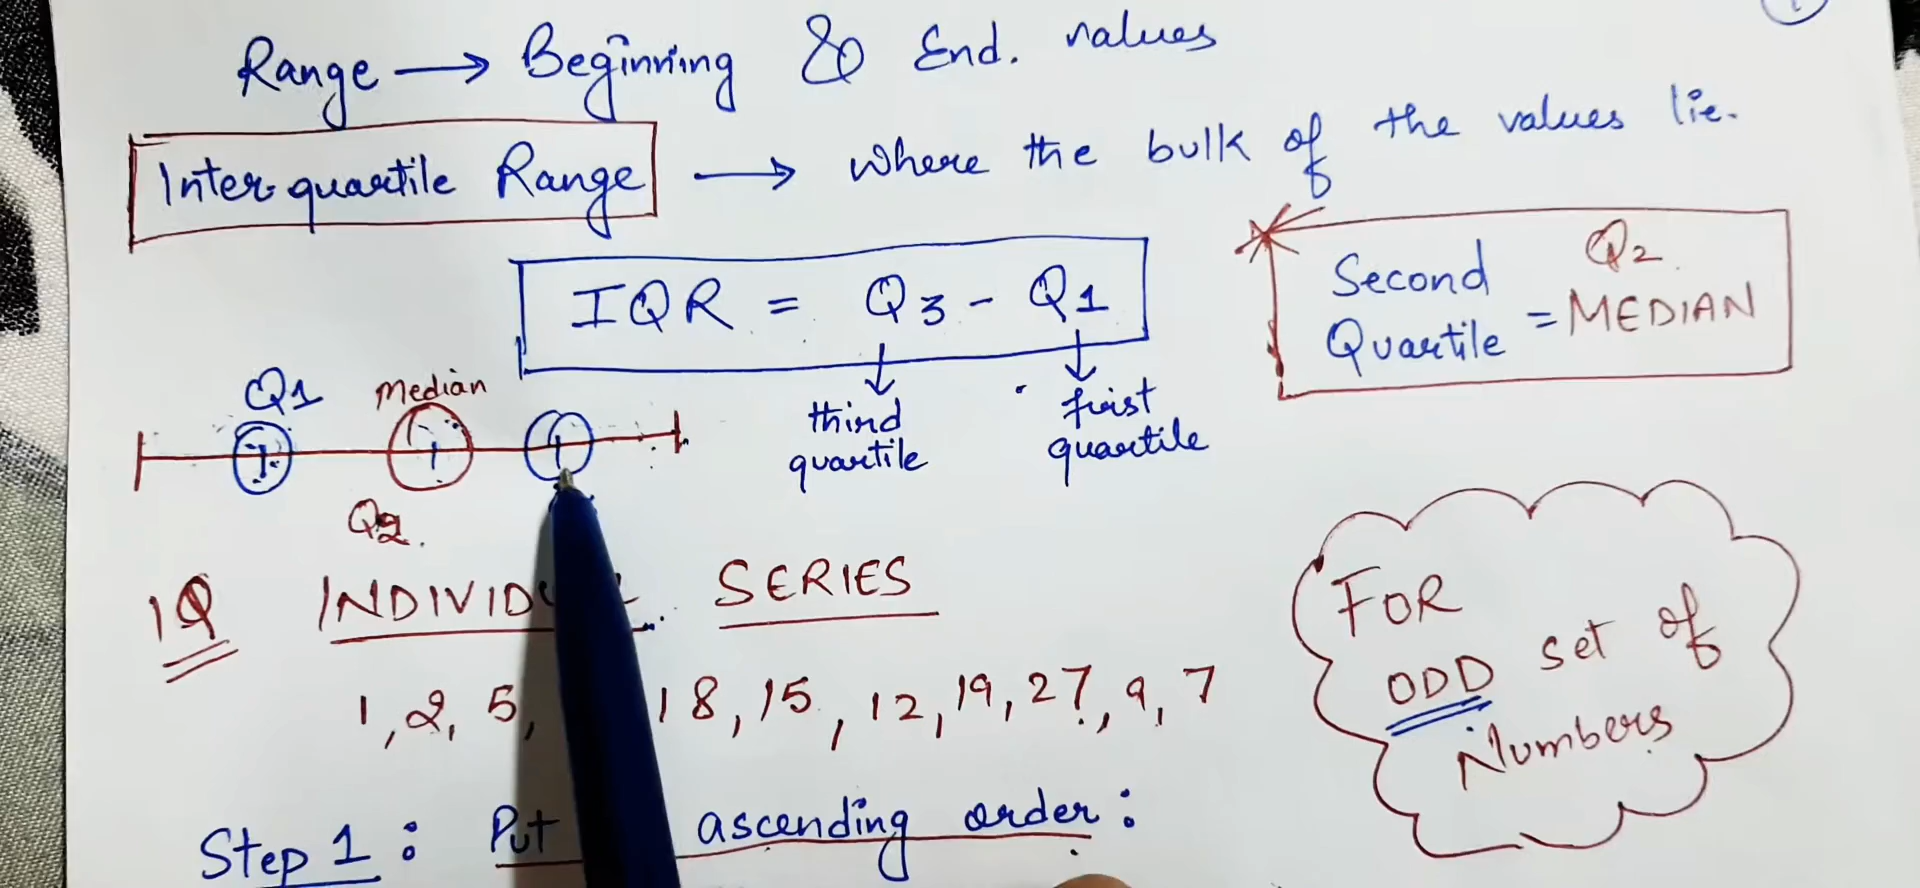 Range → Beginning & End. values
Inter-quartile Range → where the bulk of the values lie.
IQR = Q3 - Q1
third quartile
first quartile
Second Quartile = Q2 MEDIAN
Q1 Median
Q2.
1Q SERIES
1, 2, 5, 18, 15, 12, 19, 27, 9, 7
FOR
ODD set of
Numbers
Step 1 : Put ascending order :